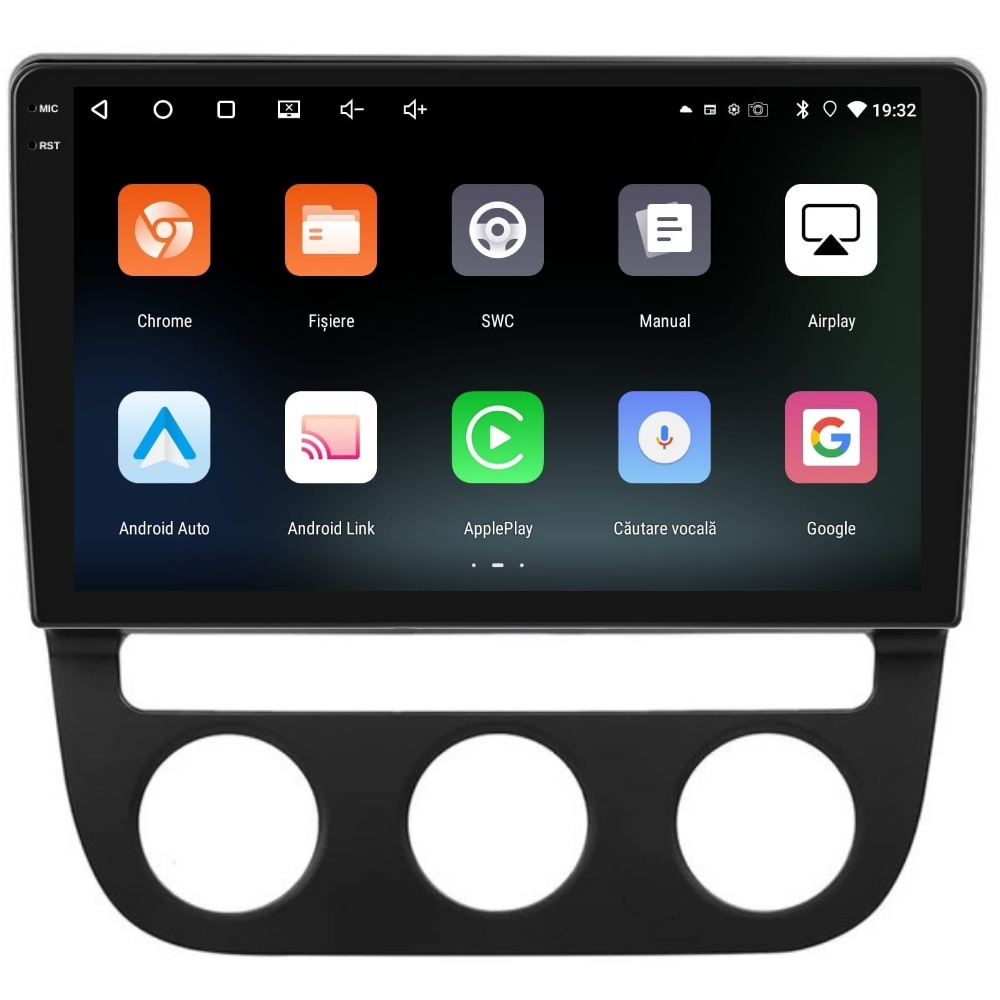 MIC
19:32
RST
Chrome
Fișiere
SWC
Manual
Airplay
Android Auto
Android Link
ApplePlay
Căutare vocală
Google